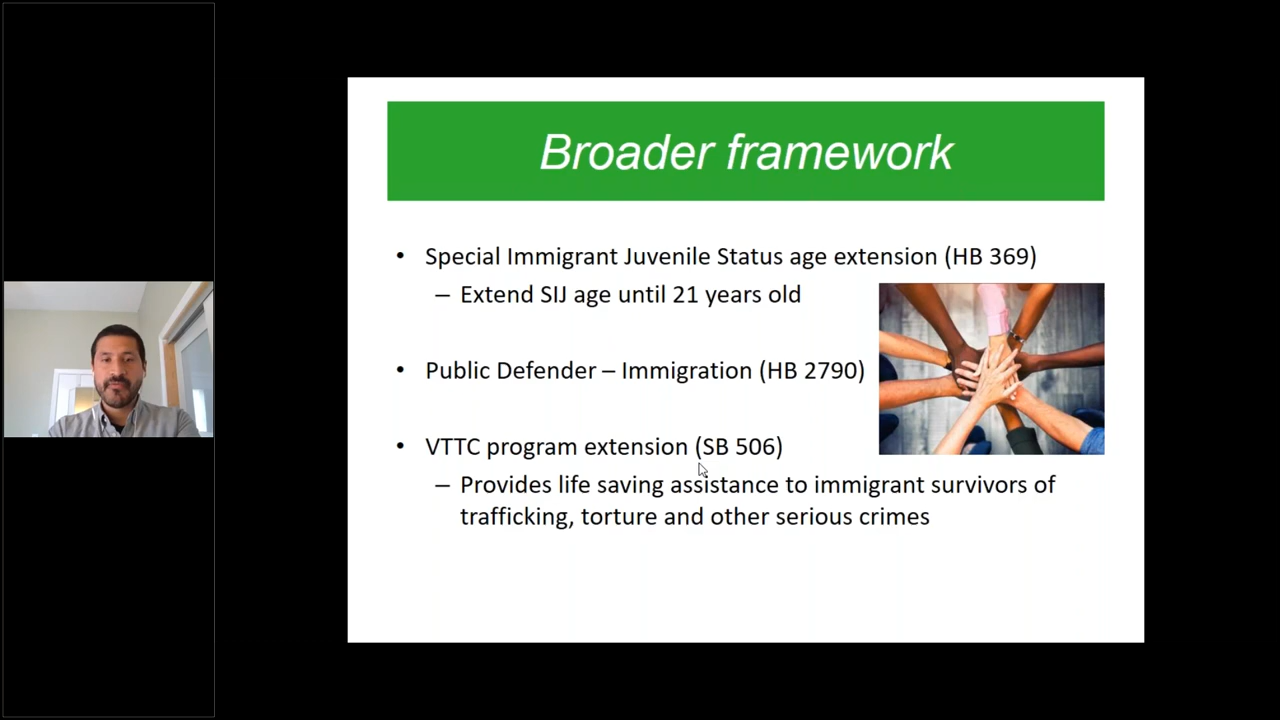 Broader framework
• Special Immigrant Juvenile Status age extension (HB 369)
– Extend SIJ age until 21 years old
• Public Defender – Immigration (HB 2790)
• VTTC program extension (SB 506)
– Provides life saving assistance to immigrant survivors of
trafficking, torture and other serious crimes